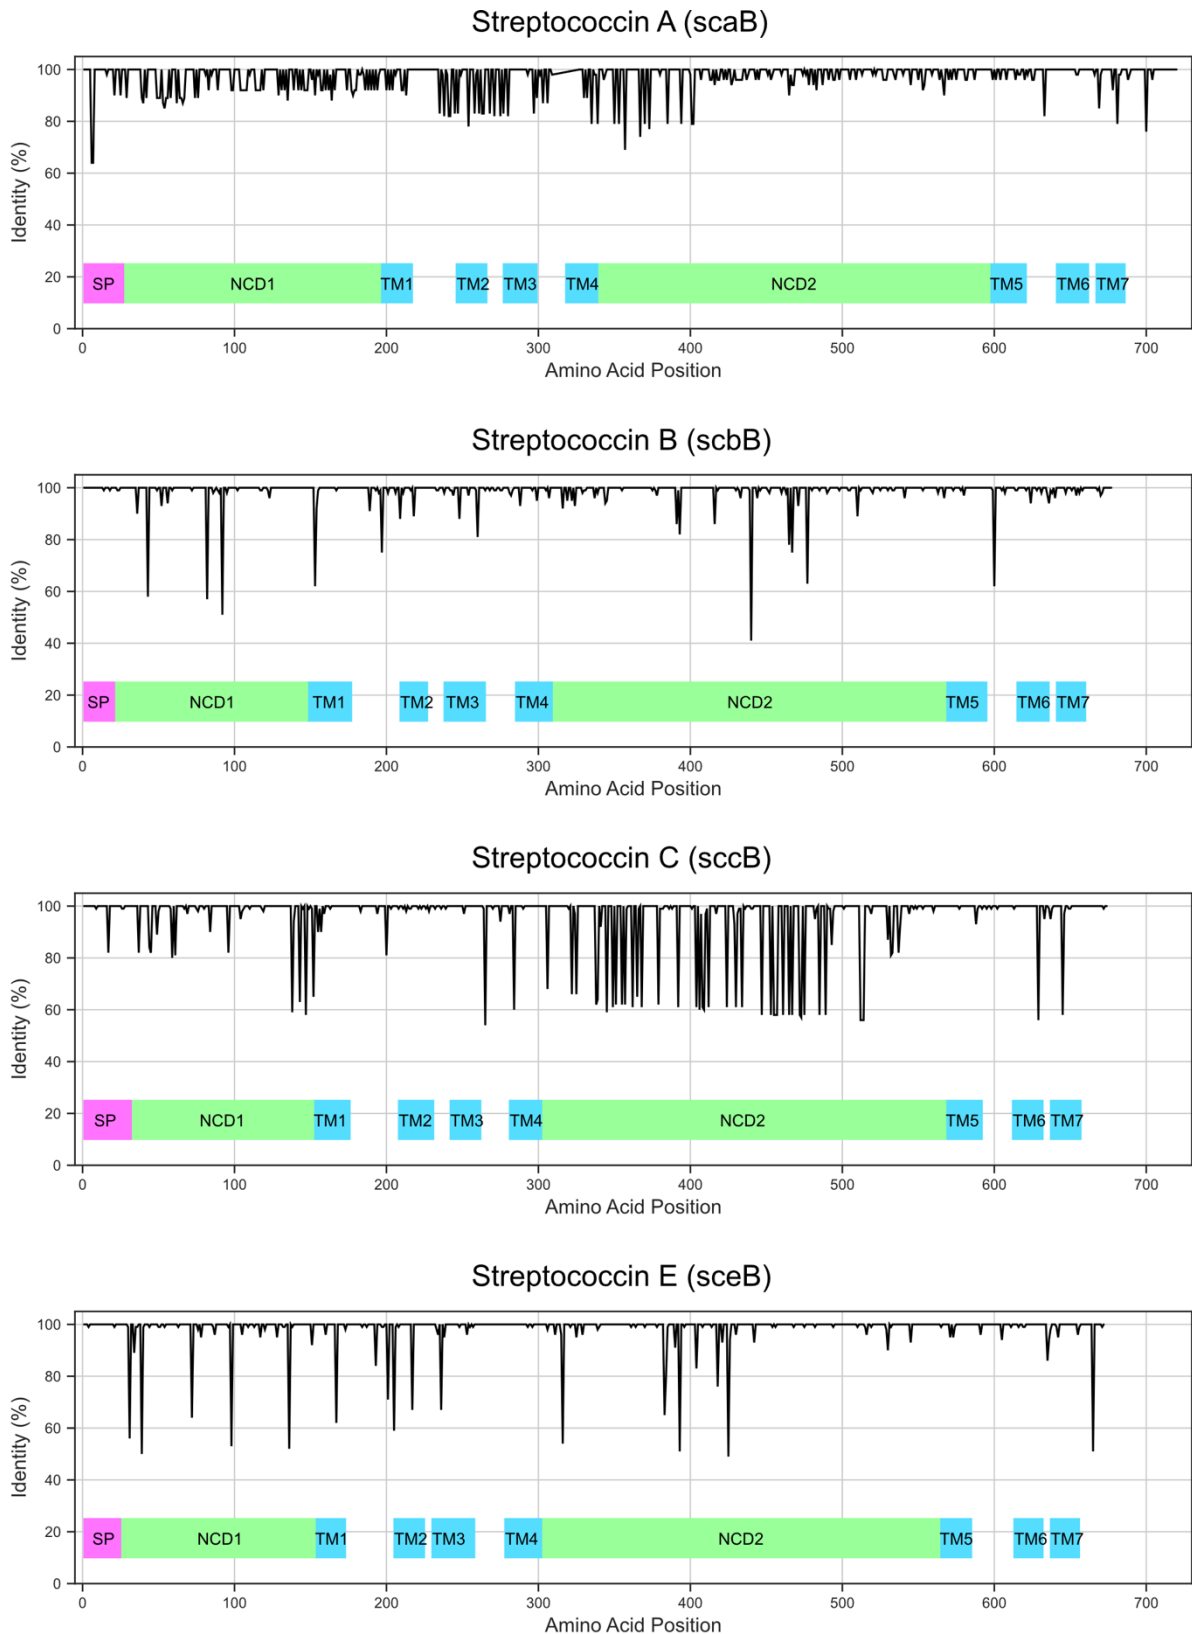 Streptococcin A (scaB)
100
80
60
40
20
0
Identity (%)
SP NCD1 TM1 TM2 TM3 TM4 NCD2 TM5 TM6 TM7
0 100 200 300 400 500 600 700
Amino Acid Position
Streptococcin B (scbB)
100
80
60
40
20
0
Identity (%)
SP NCD1 TM1 TM2 TM3 TM4 NCD2 TM5 TM6 TM7
0 100 200 300 400 500 600 700
Amino Acid Position
Streptococcin C (sccB)
100
80
60
40
20
0
Identity (%)
SP NCD1 TM1 TM2 TM3 TM4 NCD2 TM5 TM6 TM7
0 100 200 300 400 500 600 700
Amino Acid Position
Streptococcin E (sceB)
100
80
60
40
20
0
Identity (%)
SP NCD1 TM1 TM2 TM3 TM4 NCD2 TM5 TM6 TM7
0 100 200 300 400 500 600 700
Amino Acid Position